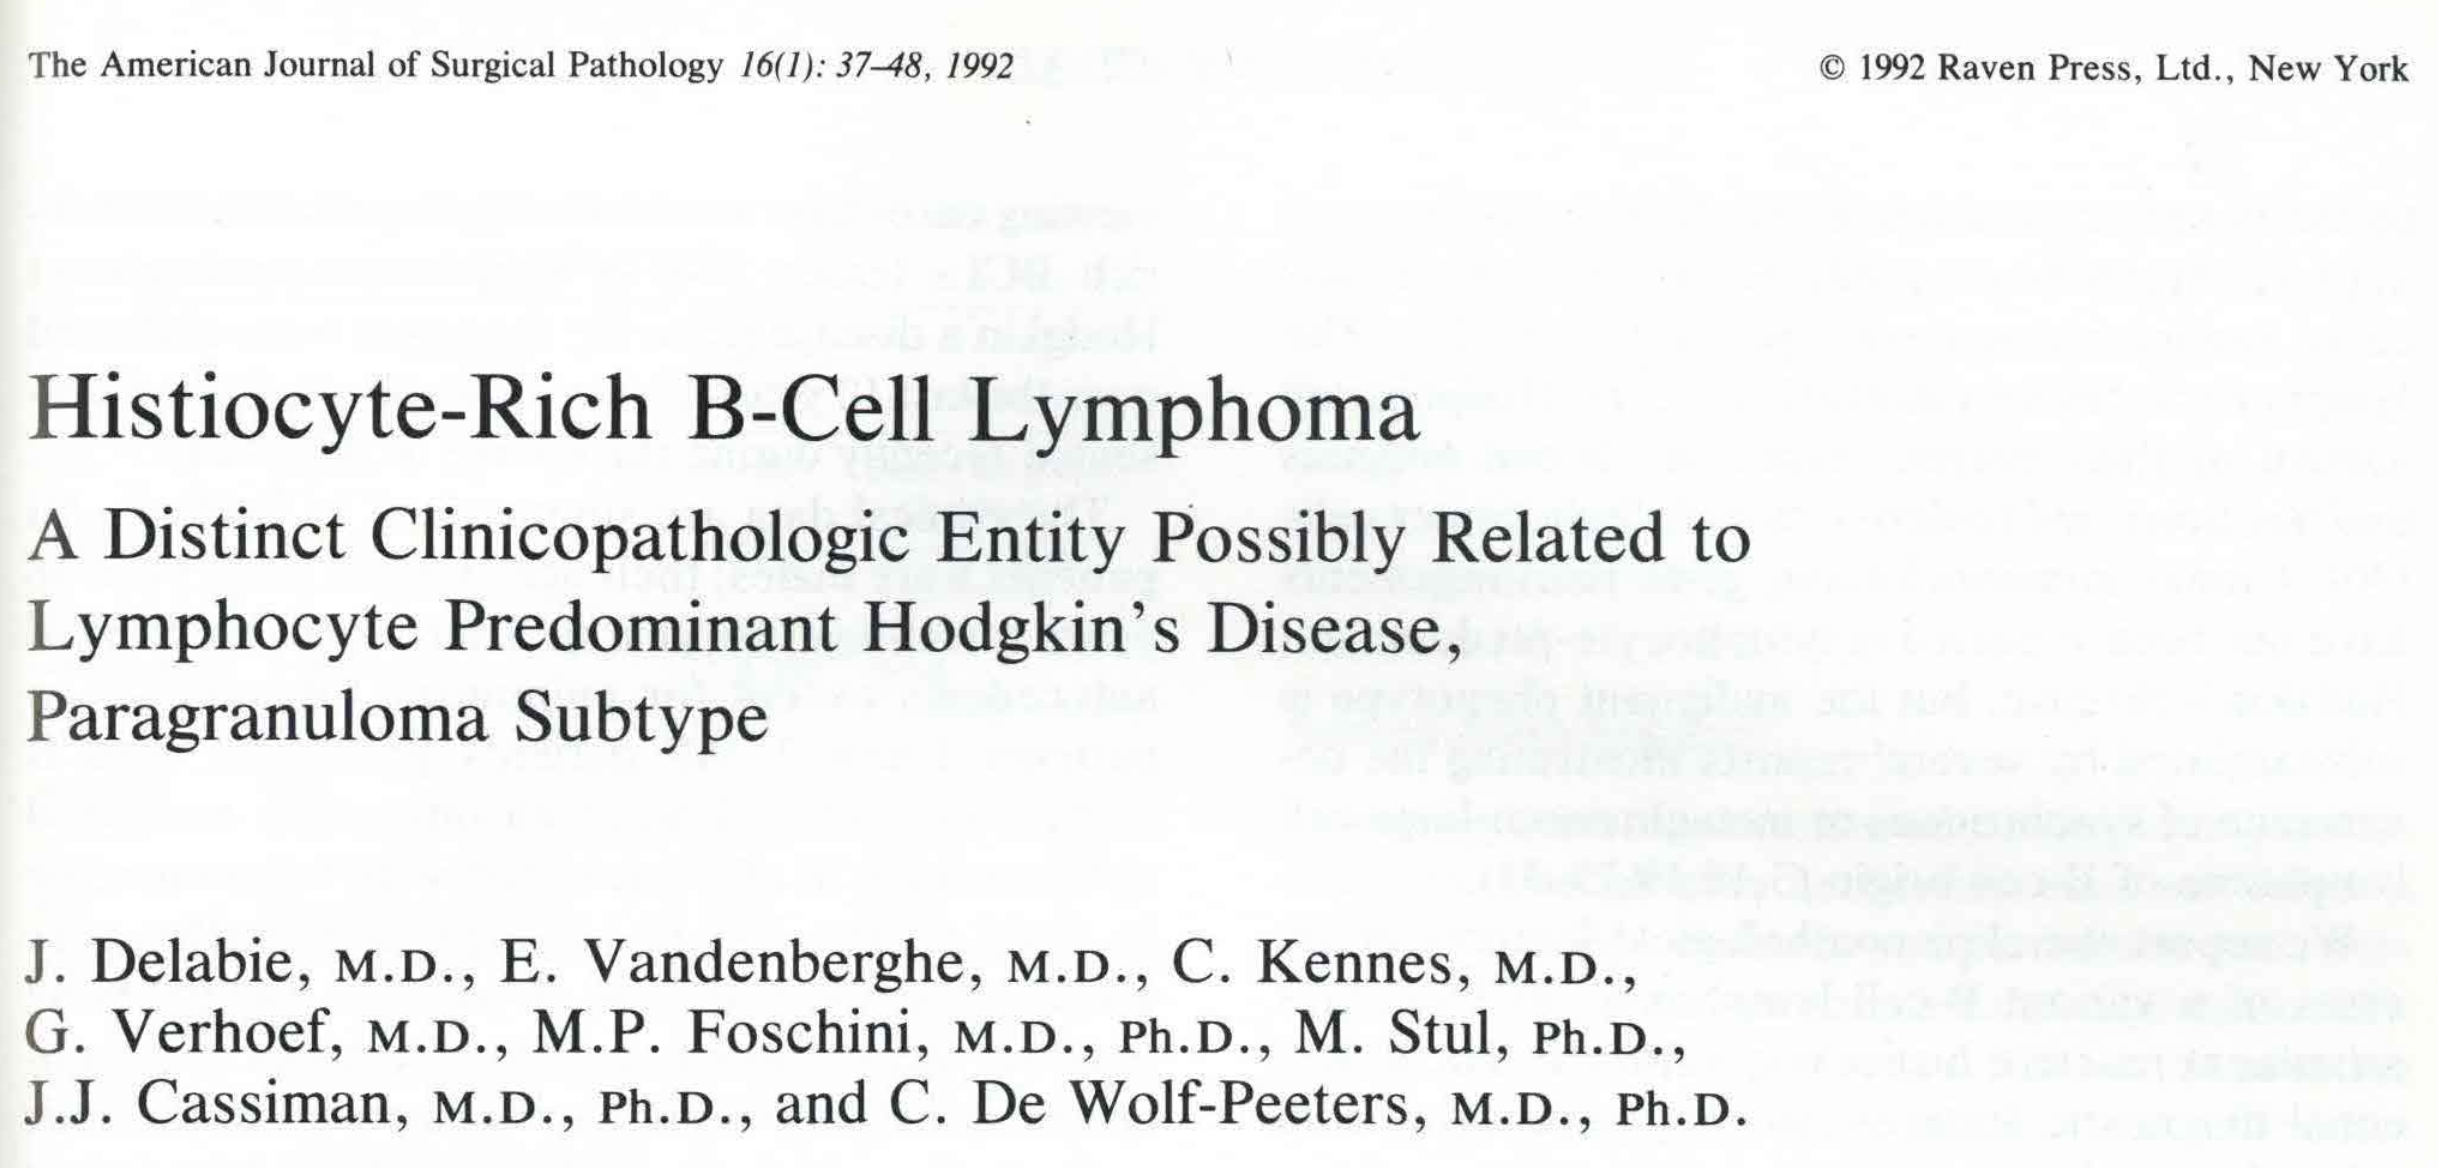 The American Journal of Surgical Pathology 16(1): 37–48, 1992
© 1992 Raven Press, Ltd., New York
Histiocyte-Rich B-Cell Lymphoma
A Distinct Clinicopathologic Entity Possibly Related to
Lymphocyte Predominant Hodgkin's Disease,
Paragranuloma Subtype
J. Delabie, M.D., E. Vandenberghe, M.D., C. Kennes, M.D.,
G. Verhoef, M.D., M.P. Foschini, M.D., Ph.D., M. Stul, Ph.D.,
J.J. Cassiman, M.D., Ph.D., and C. De Wolf-Peeters, M.D., Ph.D.